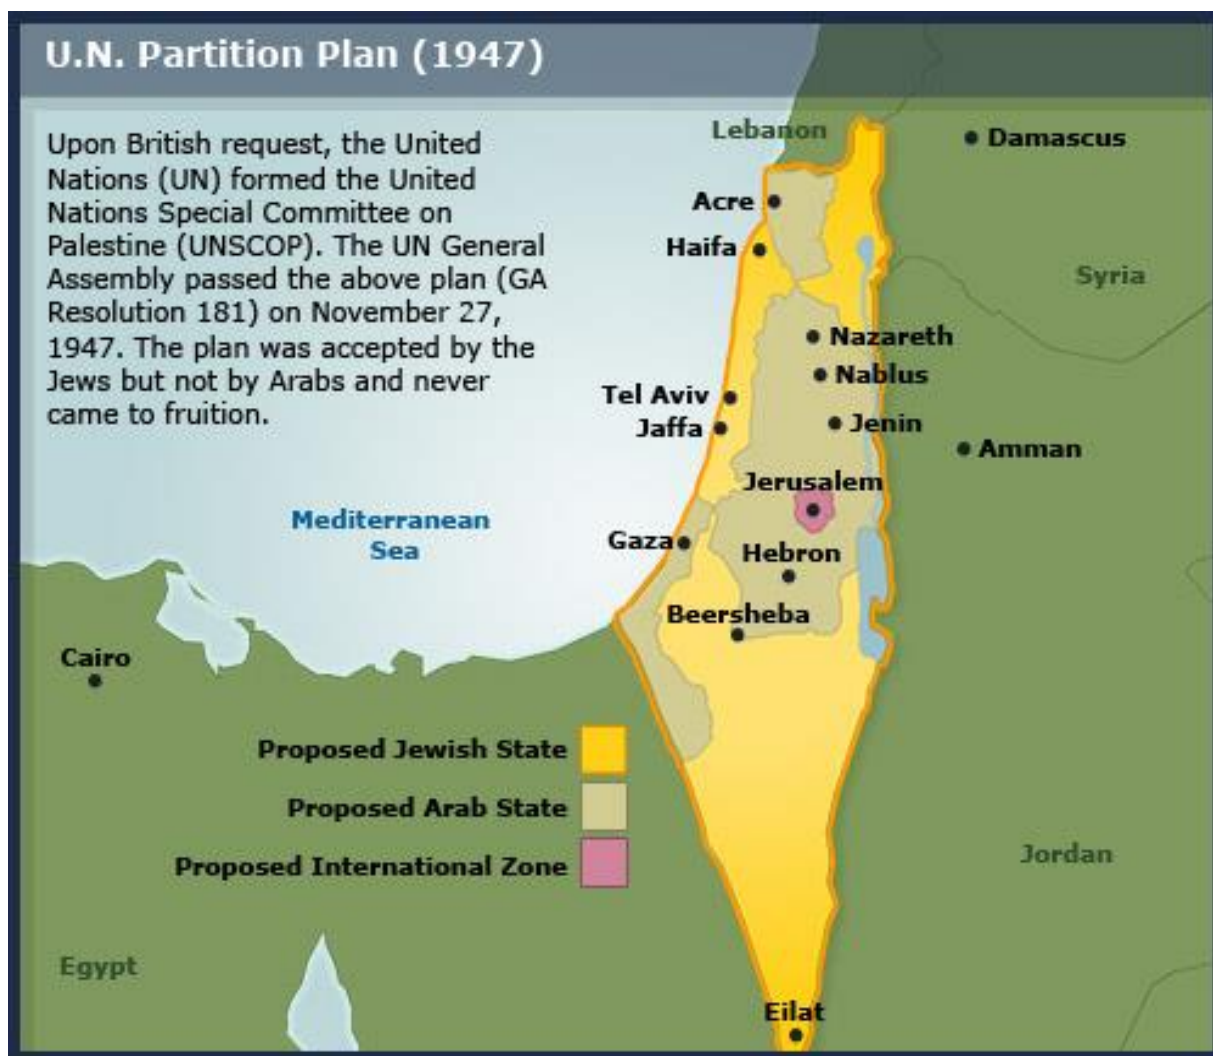 U.N. Partition Plan (1947)
Upon British request, the United
Nations (UN) formed the United
Nations Special Committee on
Palestine (UNSCOP). The UN General
Assembly passed the above plan (GA
Resolution 181) on November 27,
1947. The plan was accepted by the
Jews but not by Arabs and never
came to fruition.
Lebanon
Damascus
Acre
Haifa
Syria
Nazareth
Nablus
Tel Aviv
Jaffa
Jenin
Amman
Jerusalem
Mediterranean
Sea
Gaza
Hebron
Beersheba
Cairo
Proposed Jewish State
Proposed Arab State
Proposed International Zone
Jordan
Egypt
Eilat